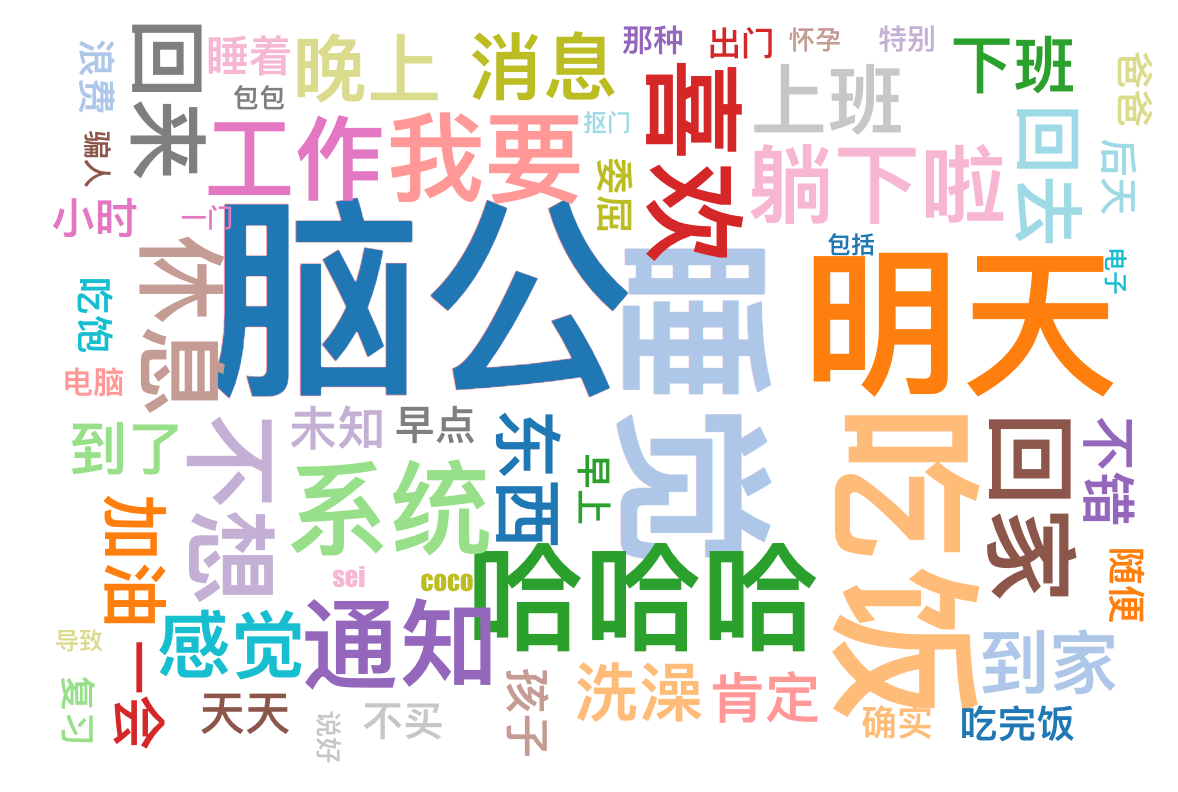 回来
浪费
睡着
晚上
消息
那种
出门
怀孕
特别
下班
爸爸
包包
骗人
工作
我要
抠门
喜欢
上班
躺下啦
回去
后天
委屈
小时
一门
休息
脑公
睡觉
包括
明天
电子
吃饱
电脑
到了
不想
未知
早点
东西
早上
吃饭
回家
不错
系统
加油
sei
coco
哈哈哈
随便
导致
感觉
通知
到家
复习
一会
天天
说好
不买
孩子
洗澡
肯定
确实
吃完饭